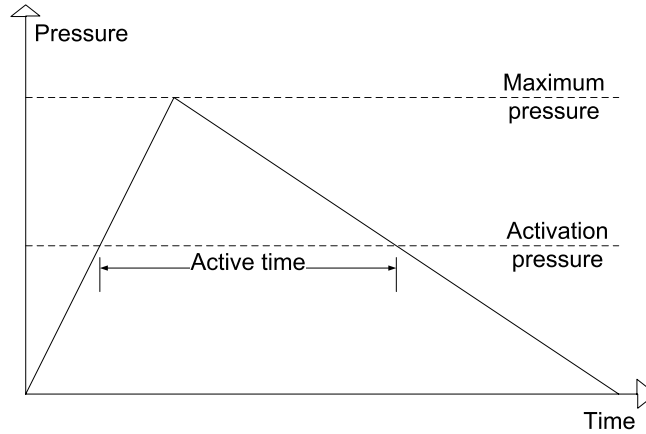 Pressure
Maximum
pressure
Activation
pressure
Active time
Time